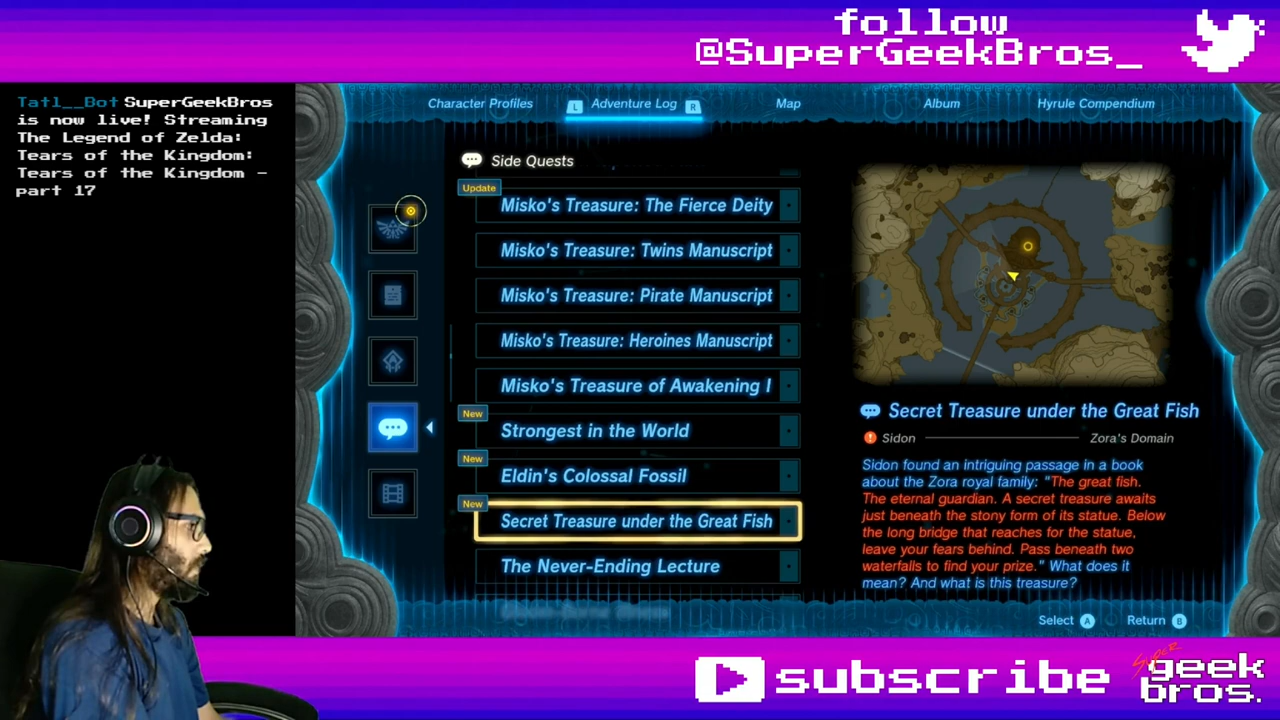 follow
@SuperGeekBros_
Tatl__Bot SuperGeekBros
is now live! Streaming
The Legend of Zelda:
Tears of the Kingdom:
Tears of the Kingdom -
part 17
Character Profiles
L Adventure Log R
Map
Album
Hyrule Compendium
Side Quests
Update
Misko's Treasure: The Fierce Deity
Misko's Treasure: Twins Manuscript
Misko's Treasure: Pirate Manuscript
Misko's Treasure: Heroines Manuscript
Misko's Treasure of Awakening I
New
Strongest in the World
New
Eldin's Colossal Fossil
New
Secret Treasure under the Great Fish
The Never-Ending Lecture
Secret Treasure under the Great Fish
Sidon Zora's Domain
Sidon found an intriguing passage in a book
about the Zora royal family: "The great fish.
The eternal guardian. A secret treasure awaits
just beneath the stony form of its statue. Below
the long bridge that reaches for the statue,
leave your fears behind. Pass beneath two
waterfalls to find your prize." What does it
mean? And what is this treasure?
Select A Return B
subscribe
Super
geek
bros.